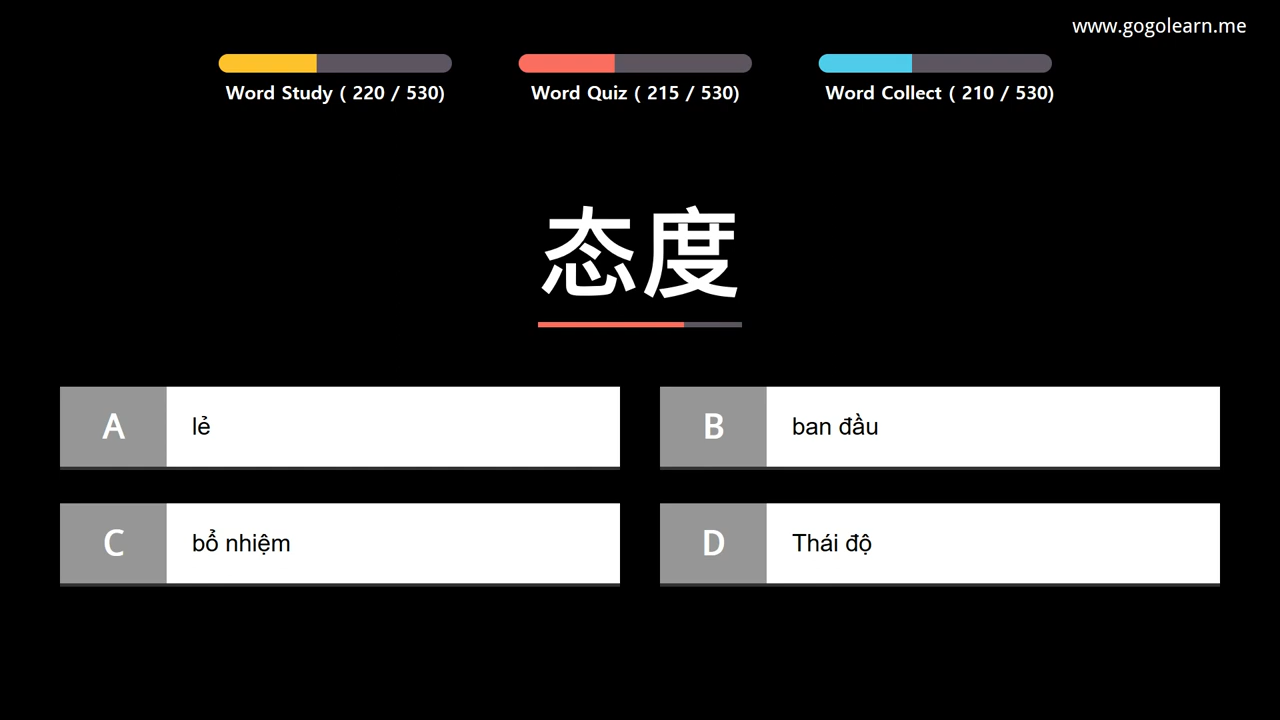 www.gogolearn.me
Word Study ( 220 / 530)
Word Quiz ( 215 / 530)
Word Collect ( 210 / 530)
态度
A
lẻ
B
ban đầu
C
bổ nhiệm
D
Thái độ